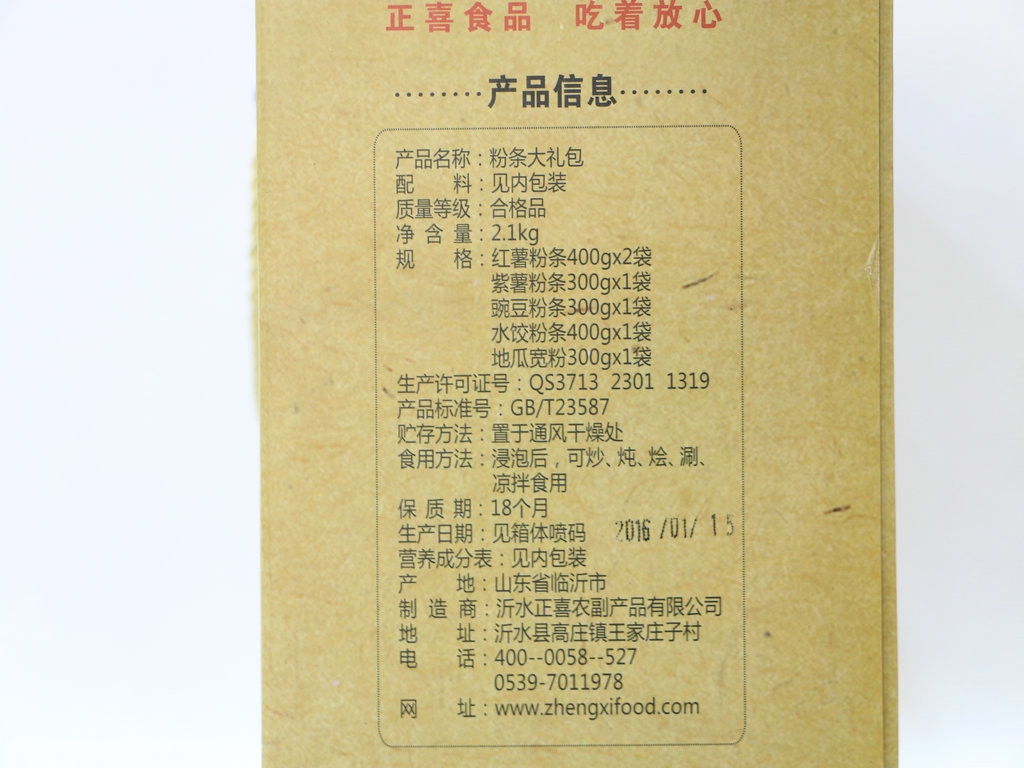 正喜食品 吃着放心
········产品信息········
产品名称：粉条大礼包
配 料：见内包装
质量等级：合格品
净 含 量：2.1kg
规 格：红薯粉条400gx2袋
紫薯粉条300gx1袋
豌豆粉条300gx1袋
水饺粉条400gx1袋
地瓜宽粉300gx1袋
生产许可证号：QS3713 2301 1319
产品标准号：GB/T23587
贮存方法：置于通风干燥处
食用方法：浸泡后，可炒、炖、烩、涮、
凉拌食用
保 质 期：18个月
生产日期：见箱体喷码 2016/01/15
营养成分表：见内包装
产 地：山东省临沂市
制 造 商：沂水正喜农副产品有限公司
地 址：沂水县高庄镇王家庄子村
电 话：400--0058--527
0539-7011978
网 址：www.zhengxifood.com